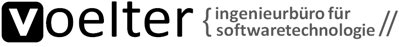 voelter { ingenieurbüro für
softwaretechnologie //